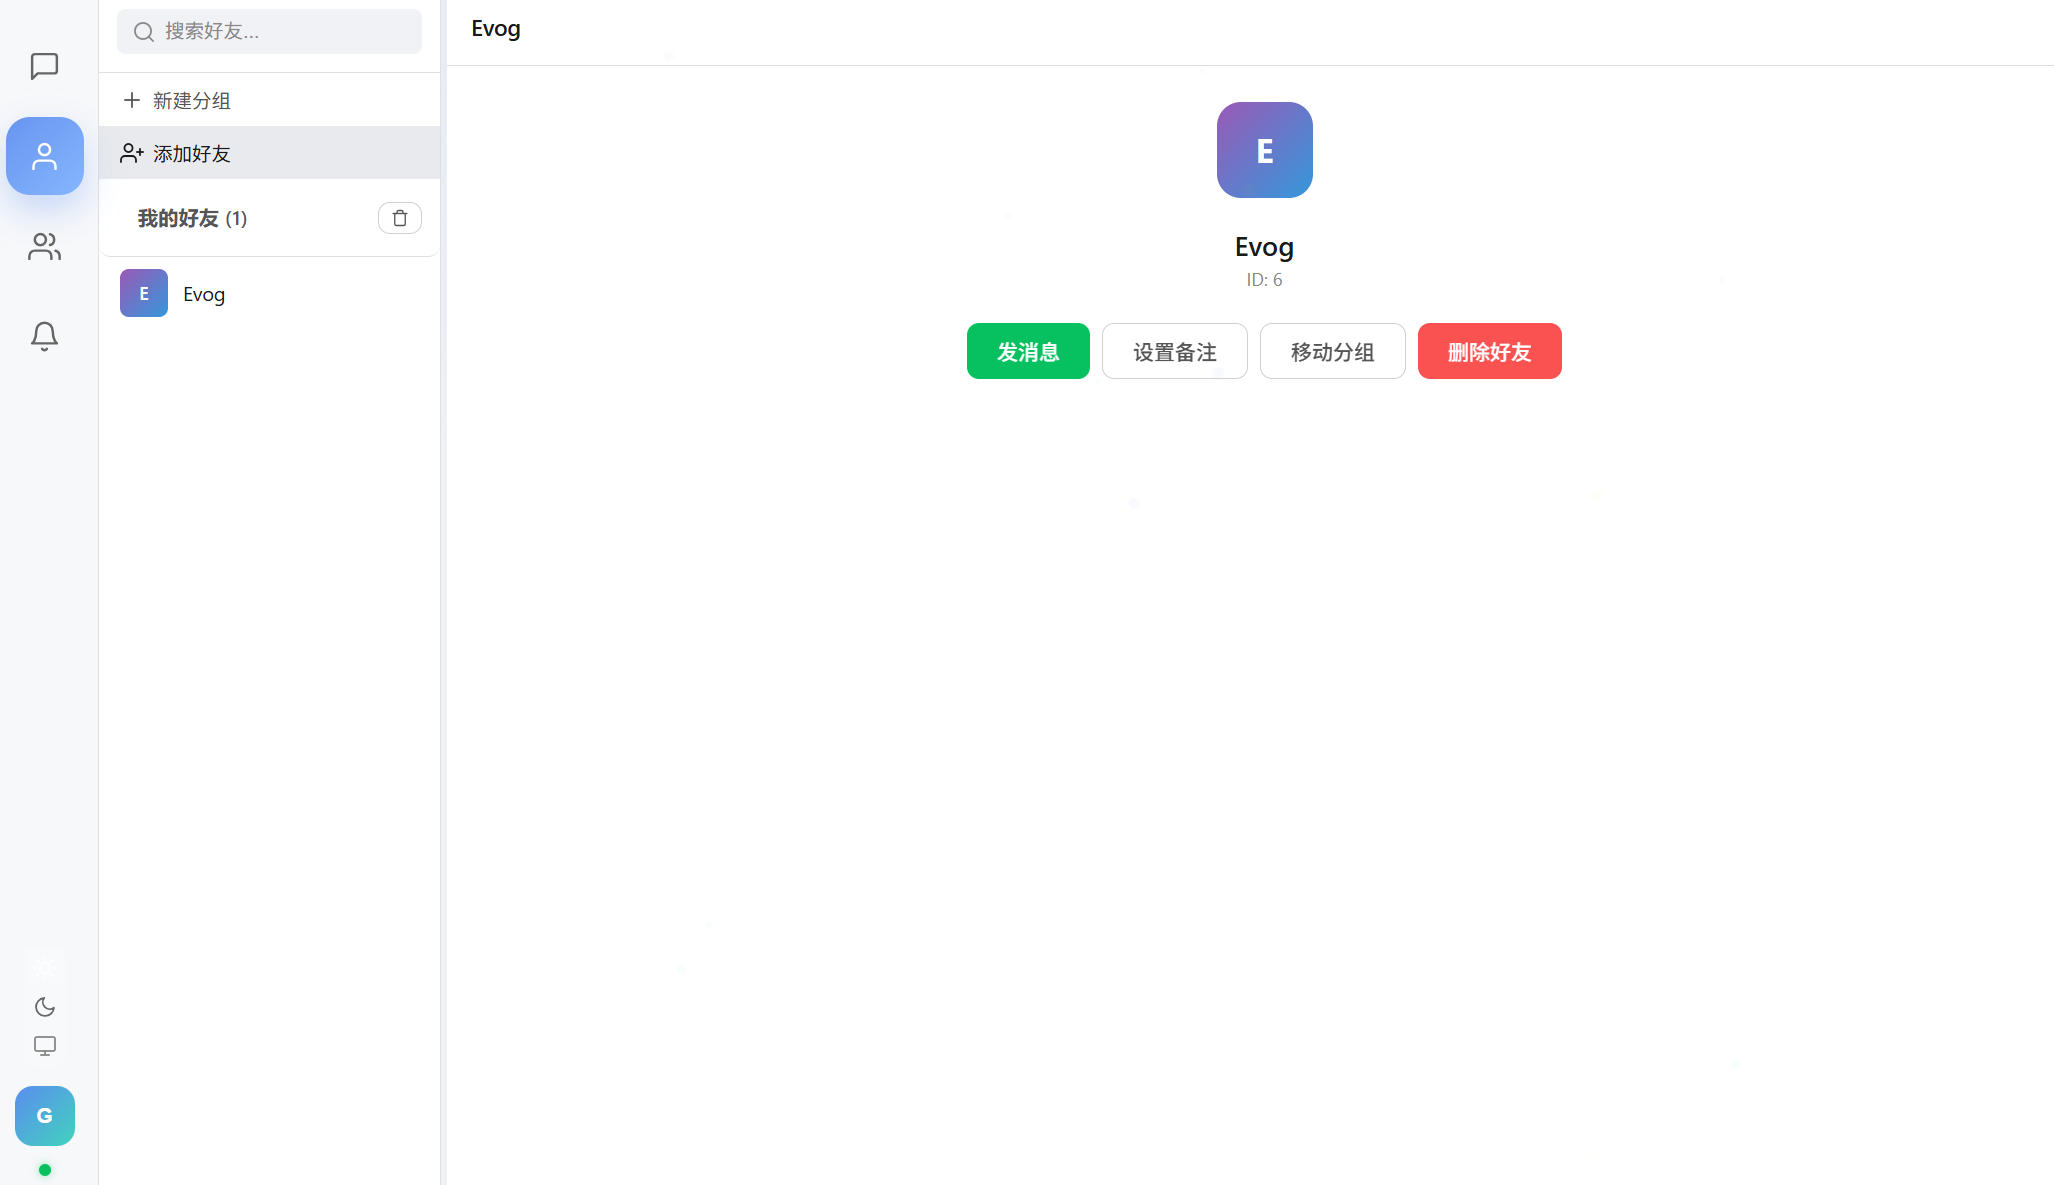 搜索好友...
新建分组
添加好友
我的好友 (1)
E
Evog
G
Evog
E
Evog
ID: 6
发消息
设置备注
移动分组
删除好友